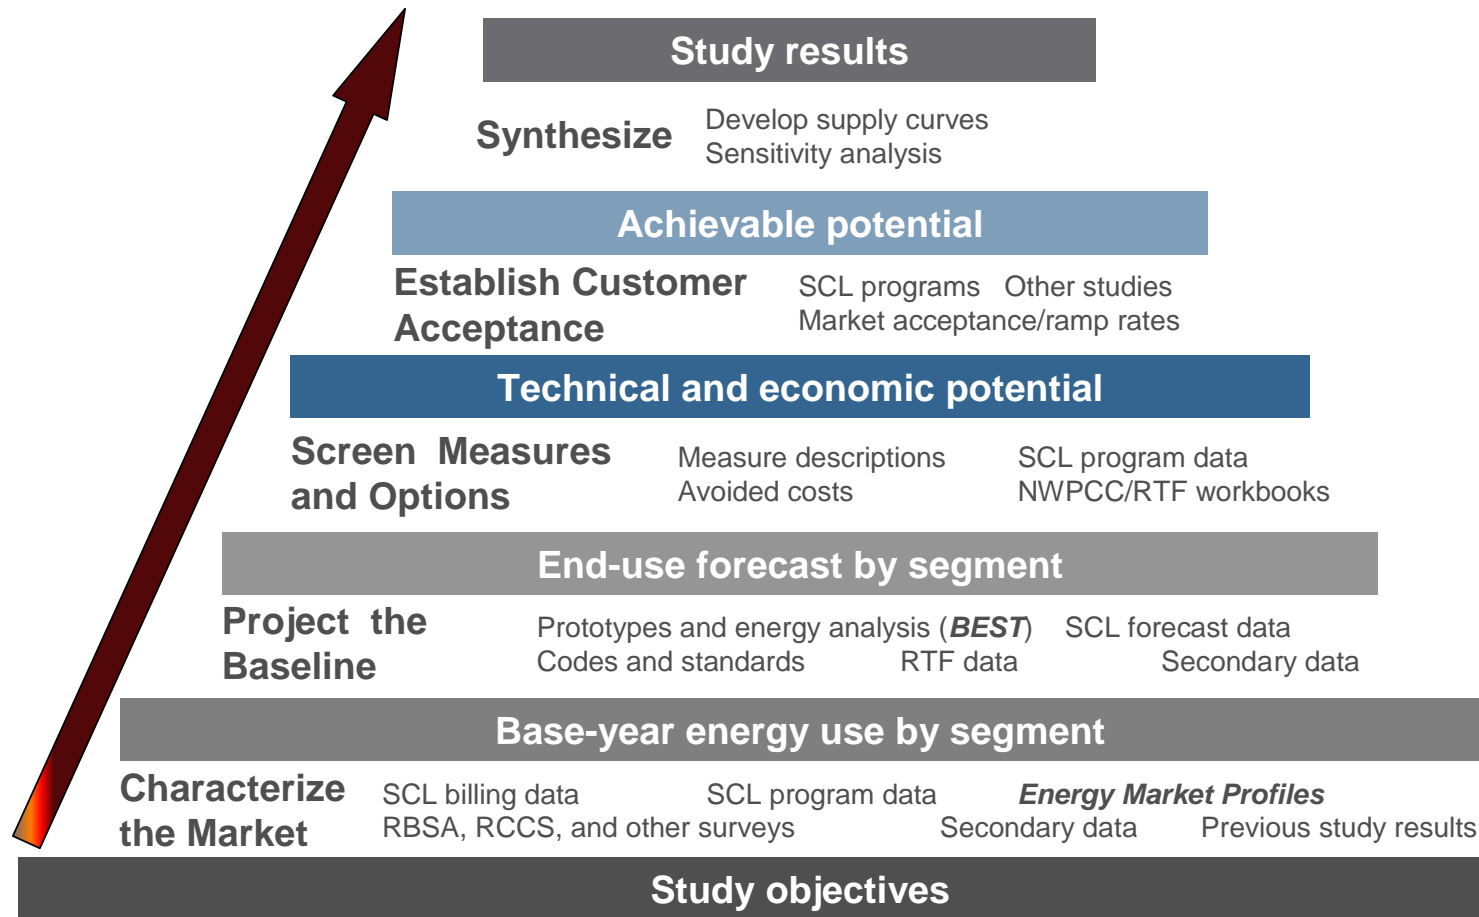 Study results
Synthesize
Develop supply curves
Sensitivity analysis
Achievable potential
Establish Customer
Acceptance
SCL programs Other studies
Market acceptance/ramp rates
Technical and economic potential
Screen Measures
and Options
Measure descriptions SCL program data
Avoided costs NWPCC/RTF workbooks
End-use forecast by segment
Project the
Baseline
Prototypes and energy analysis (BEST) SCL forecast data
Codes and standards RTF data Secondary data
Base-year energy use by segment
Characterize
the Market
SCL billing data SCL program data Energy Market Profiles
RBSA, RCCS, and other surveys Secondary data Previous study results
Study objectives